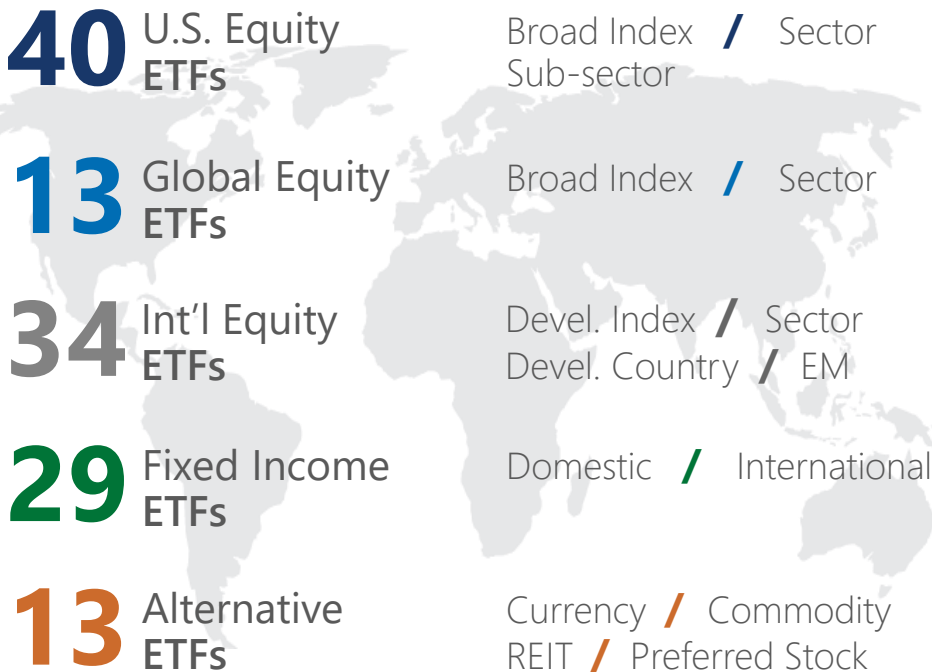 40 U.S. Equity ETFs
Broad Index / Sector
Sub-sector
13 Global Equity ETFs
Broad Index / Sector
34 Int'l Equity ETFs
Devel. Index / Sector
Devel. Country / EM
29 Fixed Income ETFs
Domestic / International
13 Alternative ETFs
Currency / Commodity
REIT / Preferred Stock